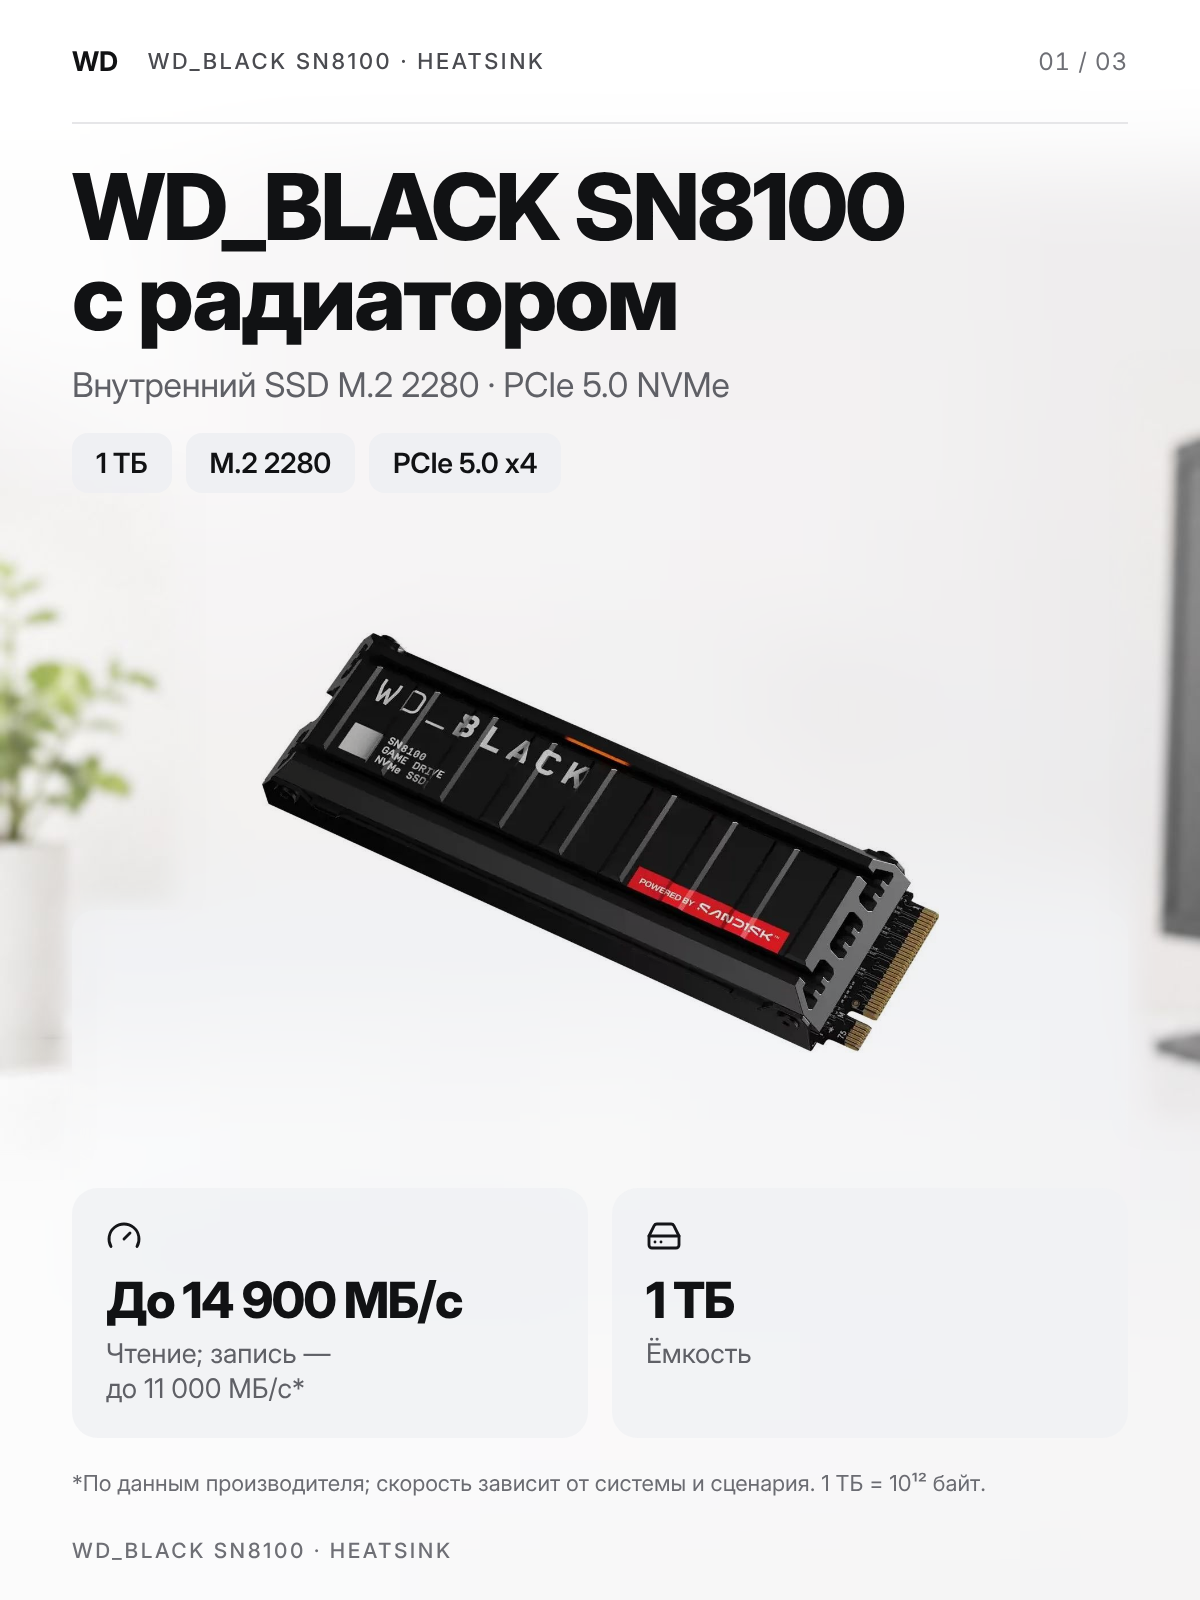 WD WD_BLACK SN8100 · HEATSINK 01 / 03
WD_BLACK SN8100
с радиатором
Внутренний SSD M.2 2280 · PCIe 5.0 NVMe
1 ТБ M.2 2280 PCIe 5.0 x4
WD_BLACK
SN8100
GAME DRIVE
NVMe SSD
POWERED BY SANDISK™
До 14 900 МБ/с
Чтение; запись —
до 11 000 МБ/с*
1 ТБ
Ёмкость
*По данным производителя; скорость зависит от системы и сценария. 1 ТБ = 10¹² байт.
WD_BLACK SN8100 · HEATSINK